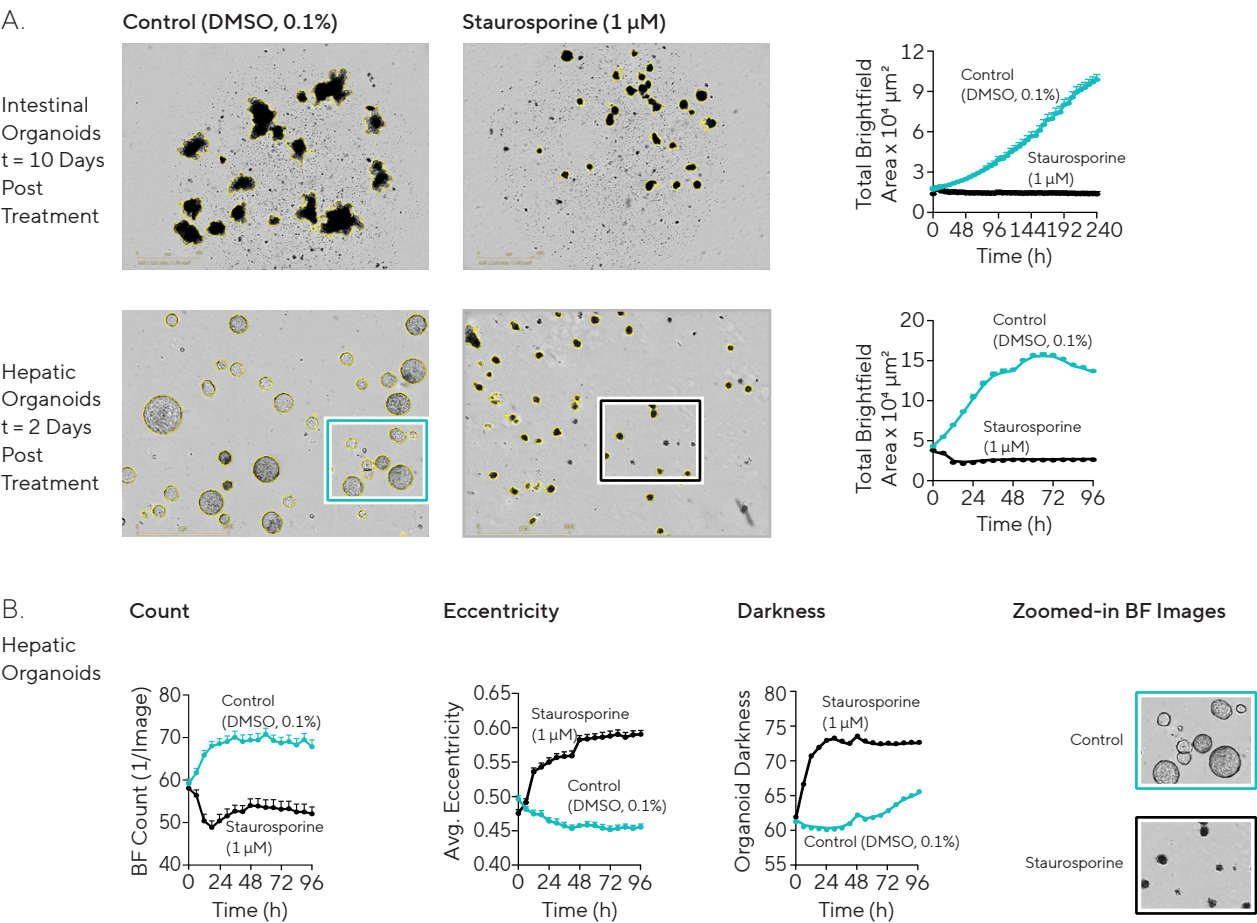 A.
Control (DMSO, 0.1%)
Staurosporine (1 µM)
Intestinal
Organoids
t = 10 Days
Post
Treatment
Total Brightfield
Area x 10⁴ µm²
12
9
6
3
0
Control
(DMSO, 0.1%)
Staurosporine
(1 µM)
0 48 96 144 192 240
Time (h)
Hepatic
Organoids
t = 2 Days
Post
Treatment
Total Brightfield
Area x 10⁴ µm²
20
15
10
5
0
Control
(DMSO, 0.1%)
Staurosporine
(1 µM)
0 24 48 72 96
Time (h)
B.
Count
Eccentricity
Darkness
Zoomed-in BF Images
Hepatic
Organoids
BF Count (1/Image)
80
70
60
50
40
Control
(DMSO, 0.1%)
Staurosporine
(1 µM)
0 24 48 72 96
Time (h)
Avg. Eccentricity
0.65
0.60
0.55
0.50
0.45
0.40
Staurosporine
(1 µM)
Control
(DMSO, 0.1%)
0 24 48 72 96
Time (h)
Organoid Darkness
80
75
70
65
60
55
Staurosporine
(1 µM)
Control (DMSO, 0.1%)
0 24 48 72 96
Time (h)
Control
Staurosporine